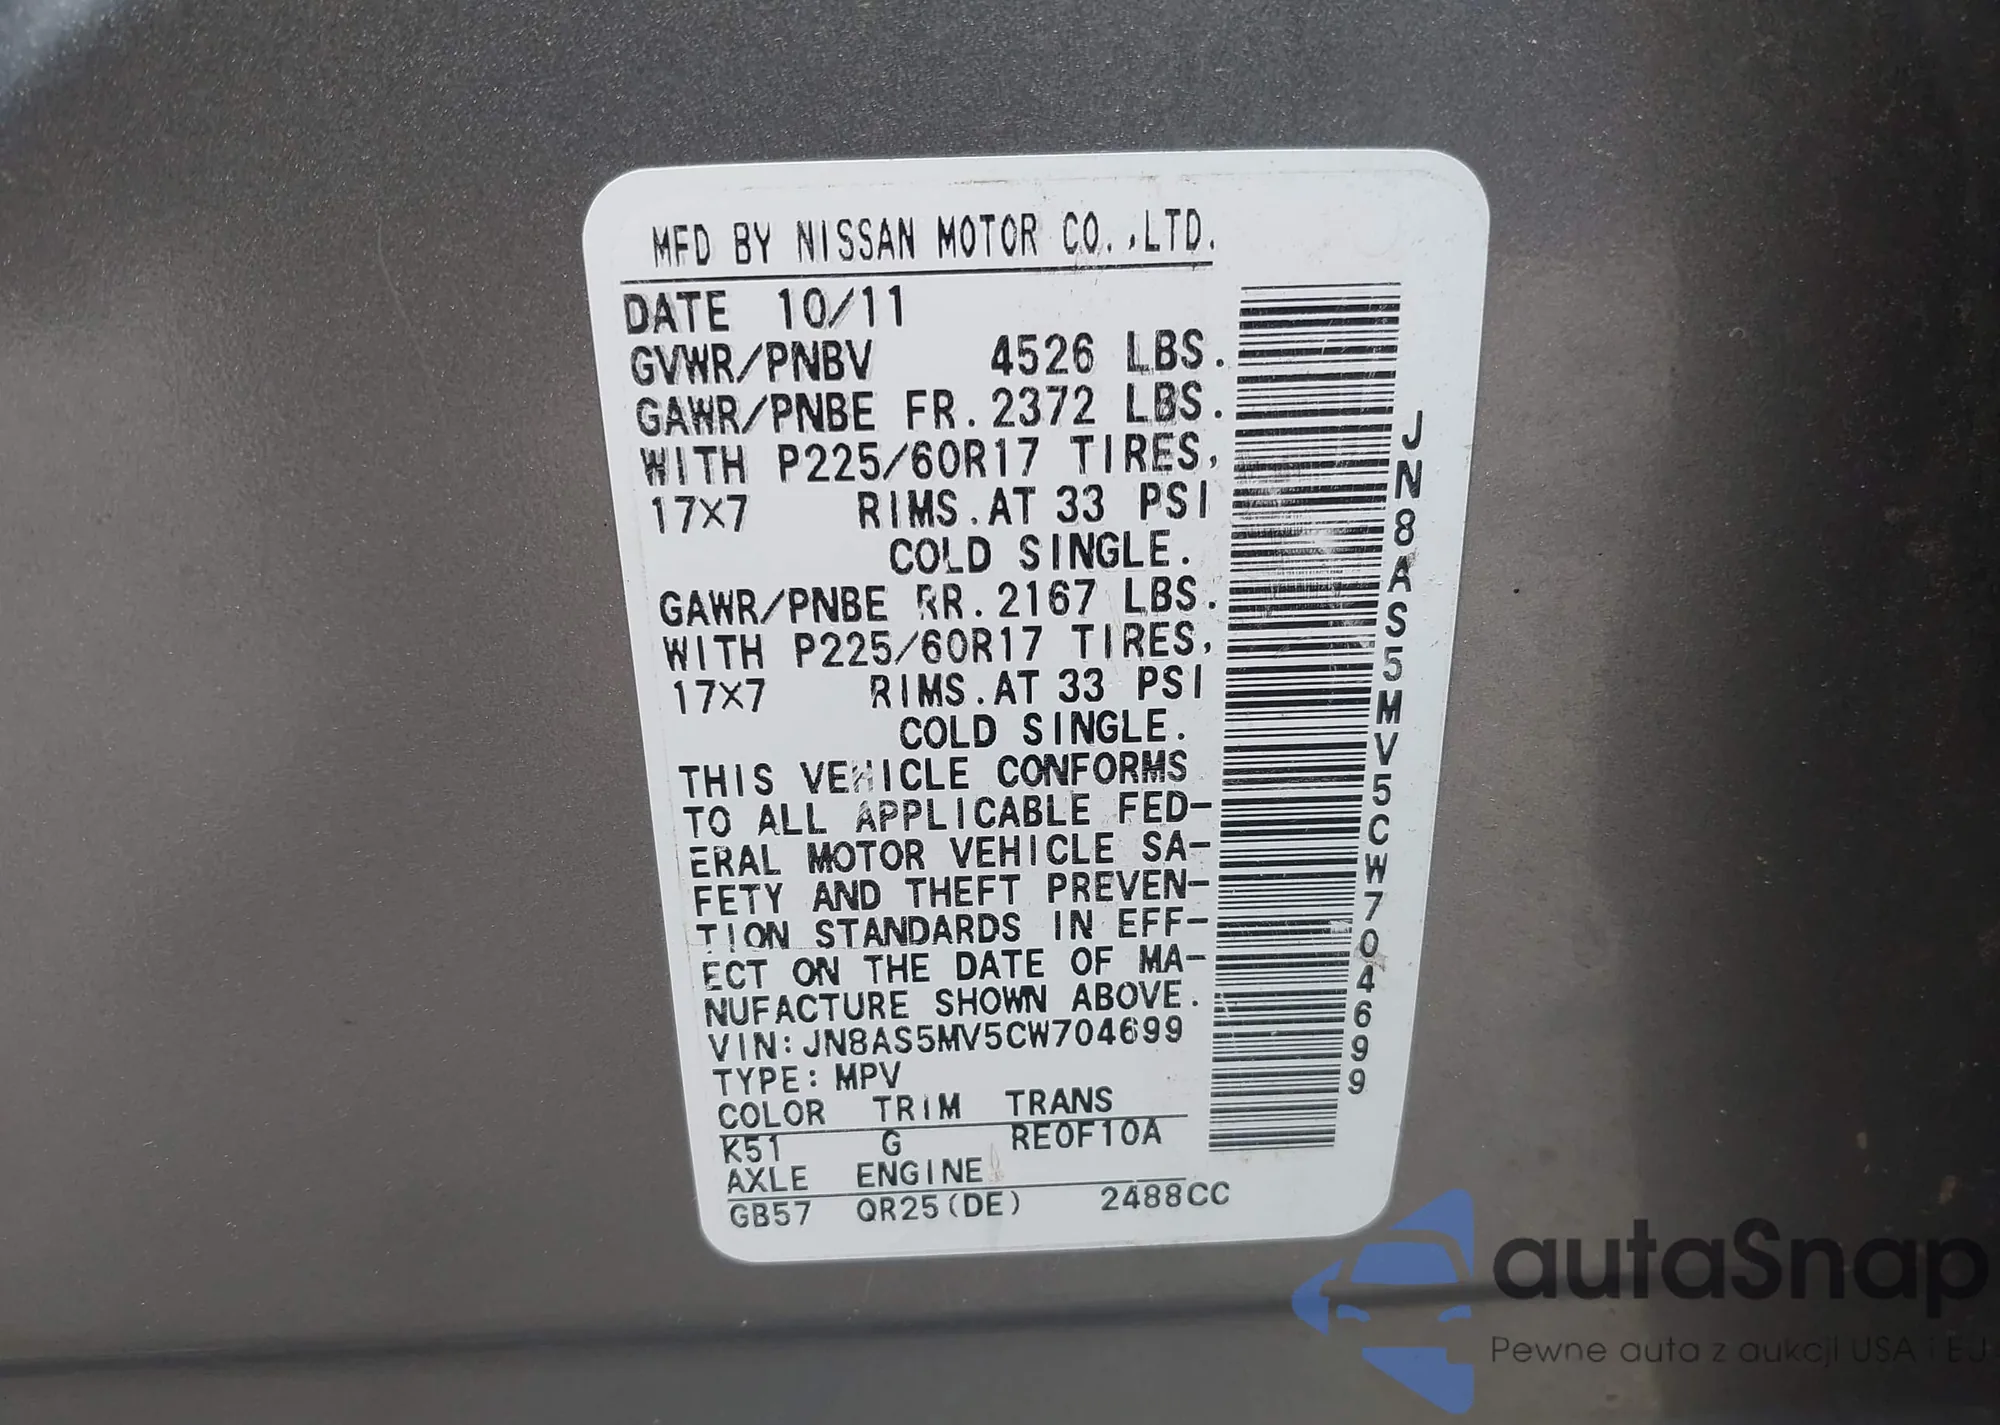 MFD BY NISSAN MOTOR CO.,LTD.
DATE 10/11
GVWR/PNBV 4526 LBS.
GAWR/PNBE FR.2372 LBS.
WITH P225/60R17 TIRES,
17X7 RIMS.AT 33 PSI
COLD SINGLE.
GAWR/PNBE RR.2167 LBS.
WITH P225/60R17 TIRES,
17X7 RIMS.AT 33 PSI
COLD SINGLE.
THIS VEHICLE CONFORMS
TO ALL APPLICABLE FED-
ERAL MOTOR VEHICLE SA-
FETY AND THEFT PREVEN-
TION STANDARDS IN EFF-
ECT ON THE DATE OF MA-
NUFACTURE SHOWN ABOVE.
VIN:JN8AS5MV5CW704699
TYPE:MPV
COLOR TRIM TRANS
K51 G RE0F10A
AXLE ENGINE
GB57 QR25(DE) 2488CC
JN8AS5MV5CW704699
autaSnap
Pewne auta z aukcji USA i EU